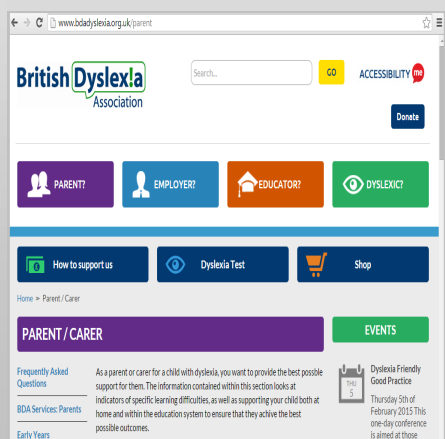 www.bdadyslexia.org.uk/parent
British Dyslex!a
Association
Search...
GO
ACCESSIBILITY me
Donate
PARENT?
EMPLOYER?
EDUCATOR?
DYSLEXIC?
How to support us
Dyslexia Test
Shop
Home > Parent / Carer
PARENT / CARER
Frequently Asked
Questions
BDA Services: Parents
Early Years
As a parent or carer for a child with dyslexia, you want to provide the best possble
support for them. The information contained within this section looks at
indicators of specific learning difficulties, as well as supporting your child both at
home and within the education system to ensure that they achive the best
possible outcomes.
EVENTS
THU
5
Dyslexia Friendly
Good Practice
Thursday 5th of
February 2015 This
one-day conference
is aimed at those